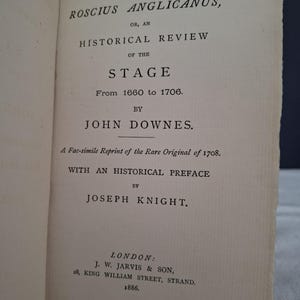 ROSCIUS ANGLICANUS,
OR, AN
HISTORICAL REVIEW
OF THE
STAGE
From 1660 to 1706.
BY
JOHN DOWNES.
A Fac-simile Reprint of the Rare Original of 1708.
WITH AN HISTORICAL PREFACE
BY
JOSEPH KNIGHT.
LONDON:
J. W. JARVIS & SON,
28, KING WILLIAM STREET, STRAND.
1886.